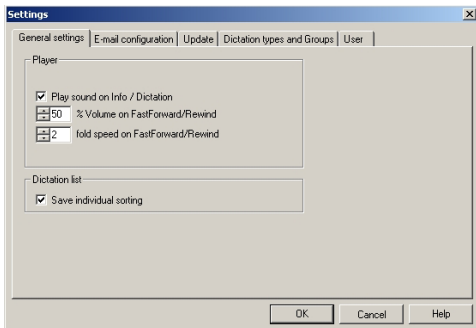 Settings
General settings E-mail configuration Update Dictation types and Groups User
Player
Play sound on Info / Dictation
50 % Volume on FastForward/Rewind
2 fold speed on FastForward/Rewind
Dictation list
Save individual sorting
OK Cancel Help